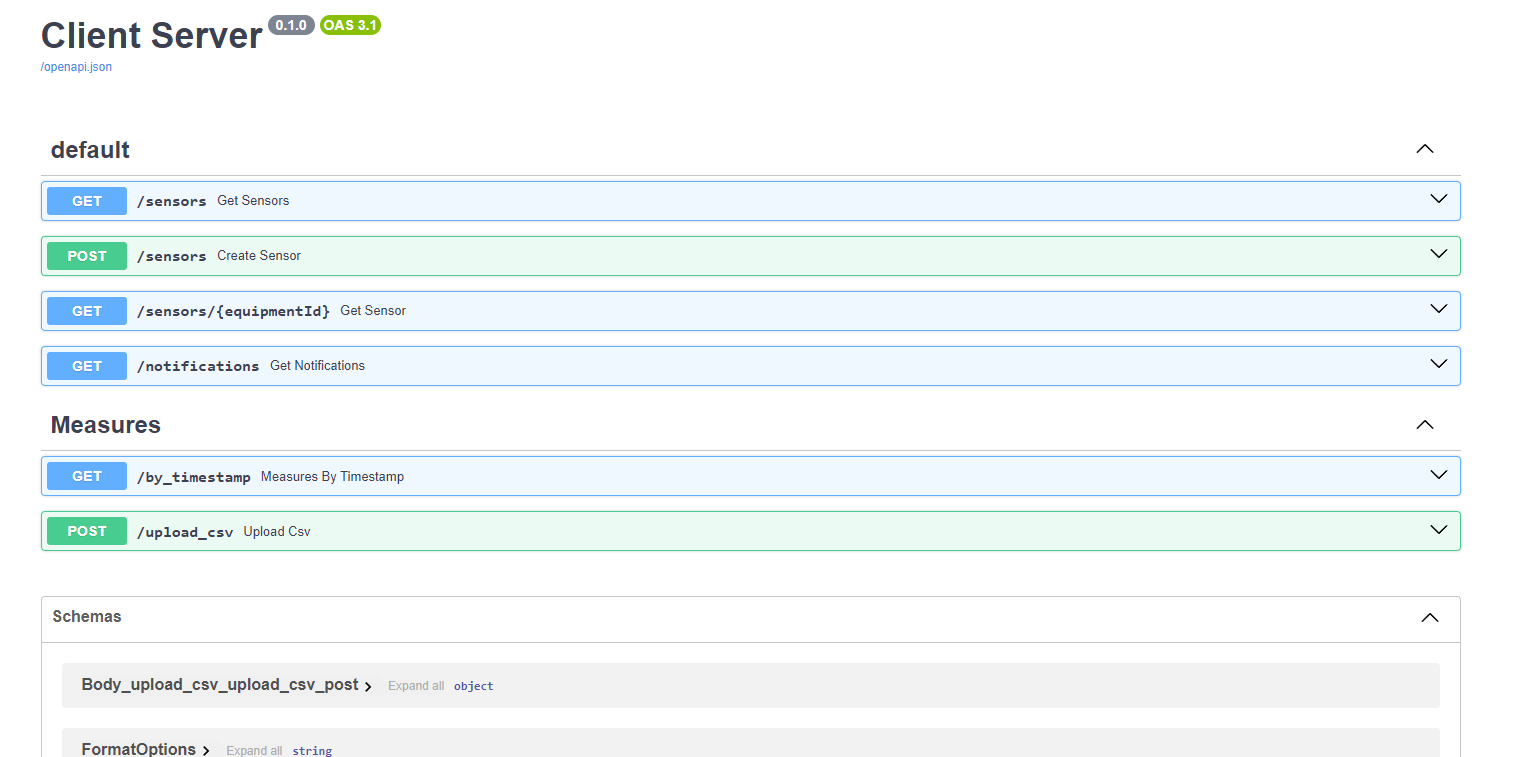 Client Server 0.1.0 OAS 3.1
/openapi.json
default
GET /sensors Get Sensors
POST /sensors Create Sensor
GET /sensors/{equipmentId} Get Sensor
GET /notifications Get Notifications
Measures
GET /by_timestamp Measures By Timestamp
POST /upload_csv Upload Csv
Schemas
Body_upload_csv_upload_csv_post Expand all object
FormatOptions Expand all string